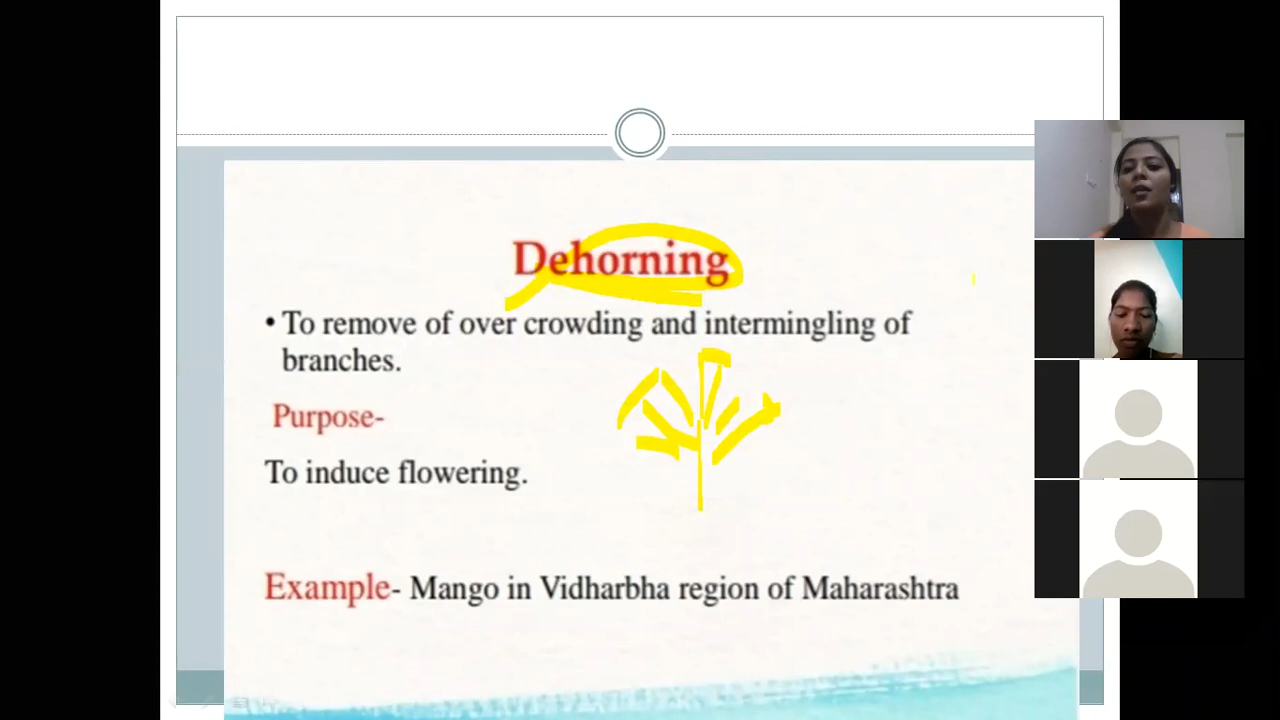 Dehorning
• To remove of over crowding and intermingling of
branches.
Purpose-
To induce flowering.
Example- Mango in Vidharbha region of Maharashtra